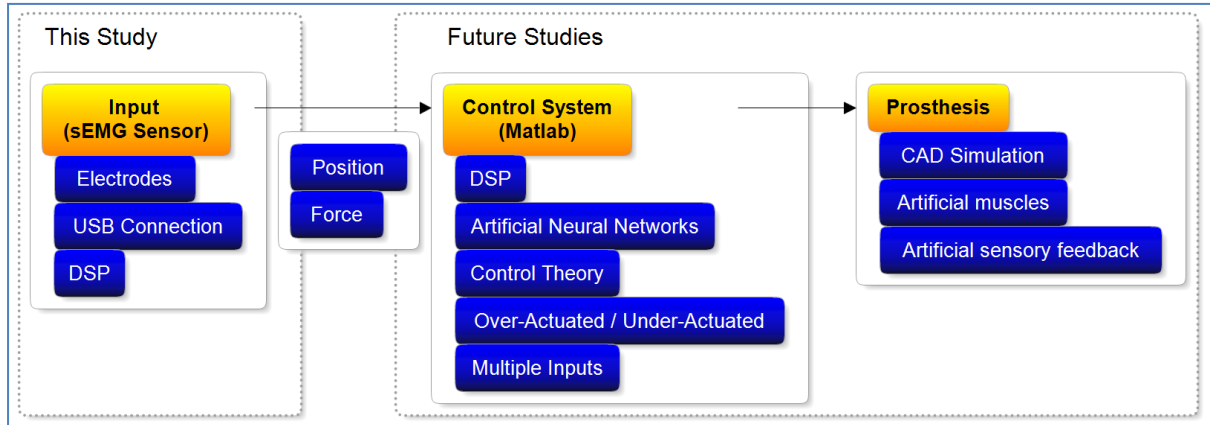 This Study
Input
(sEMG Sensor)
Electrodes
USB Connection
DSP
Position
Force
Future Studies
Control System
(Matlab)
DSP
Artificial Neural Networks
Control Theory
Over-Actuated / Under-Actuated
Multiple Inputs
Prosthesis
CAD Simulation
Artificial muscles
Artificial sensory feedback